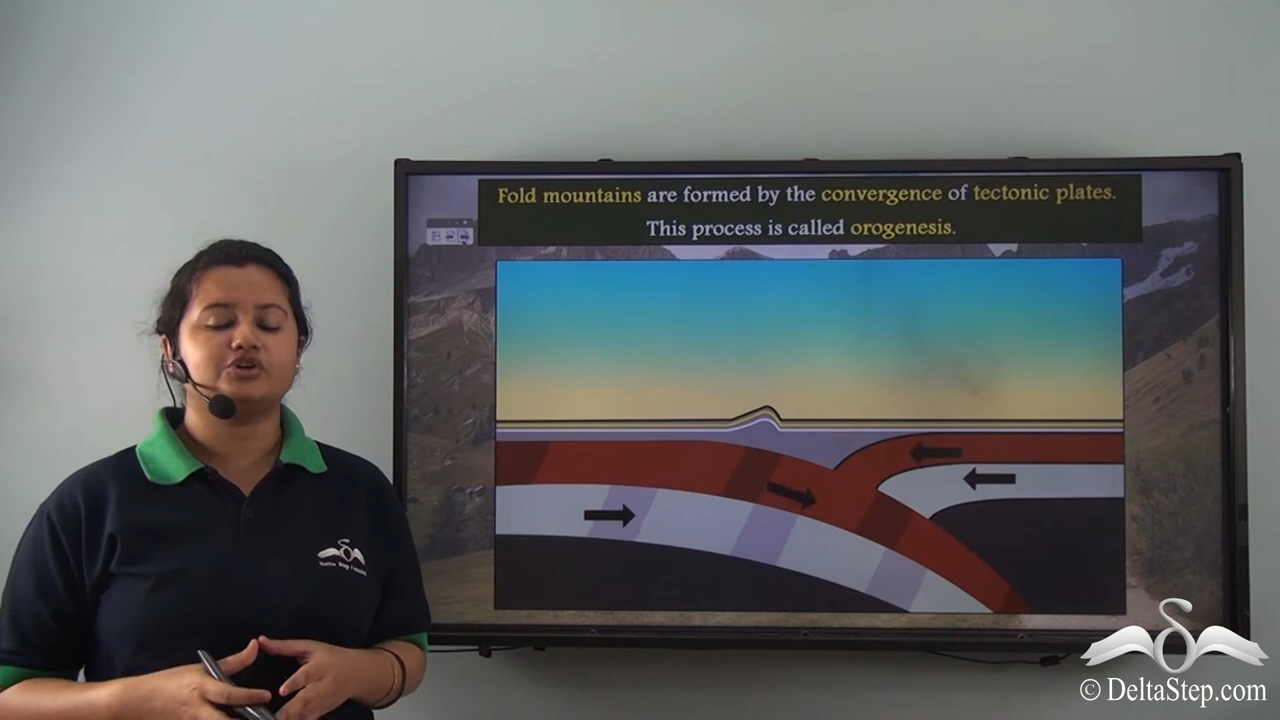 Fold mountains are formed by the convergence of tectonic plates.
This process is called orogenesis.
© DeltaStep.com